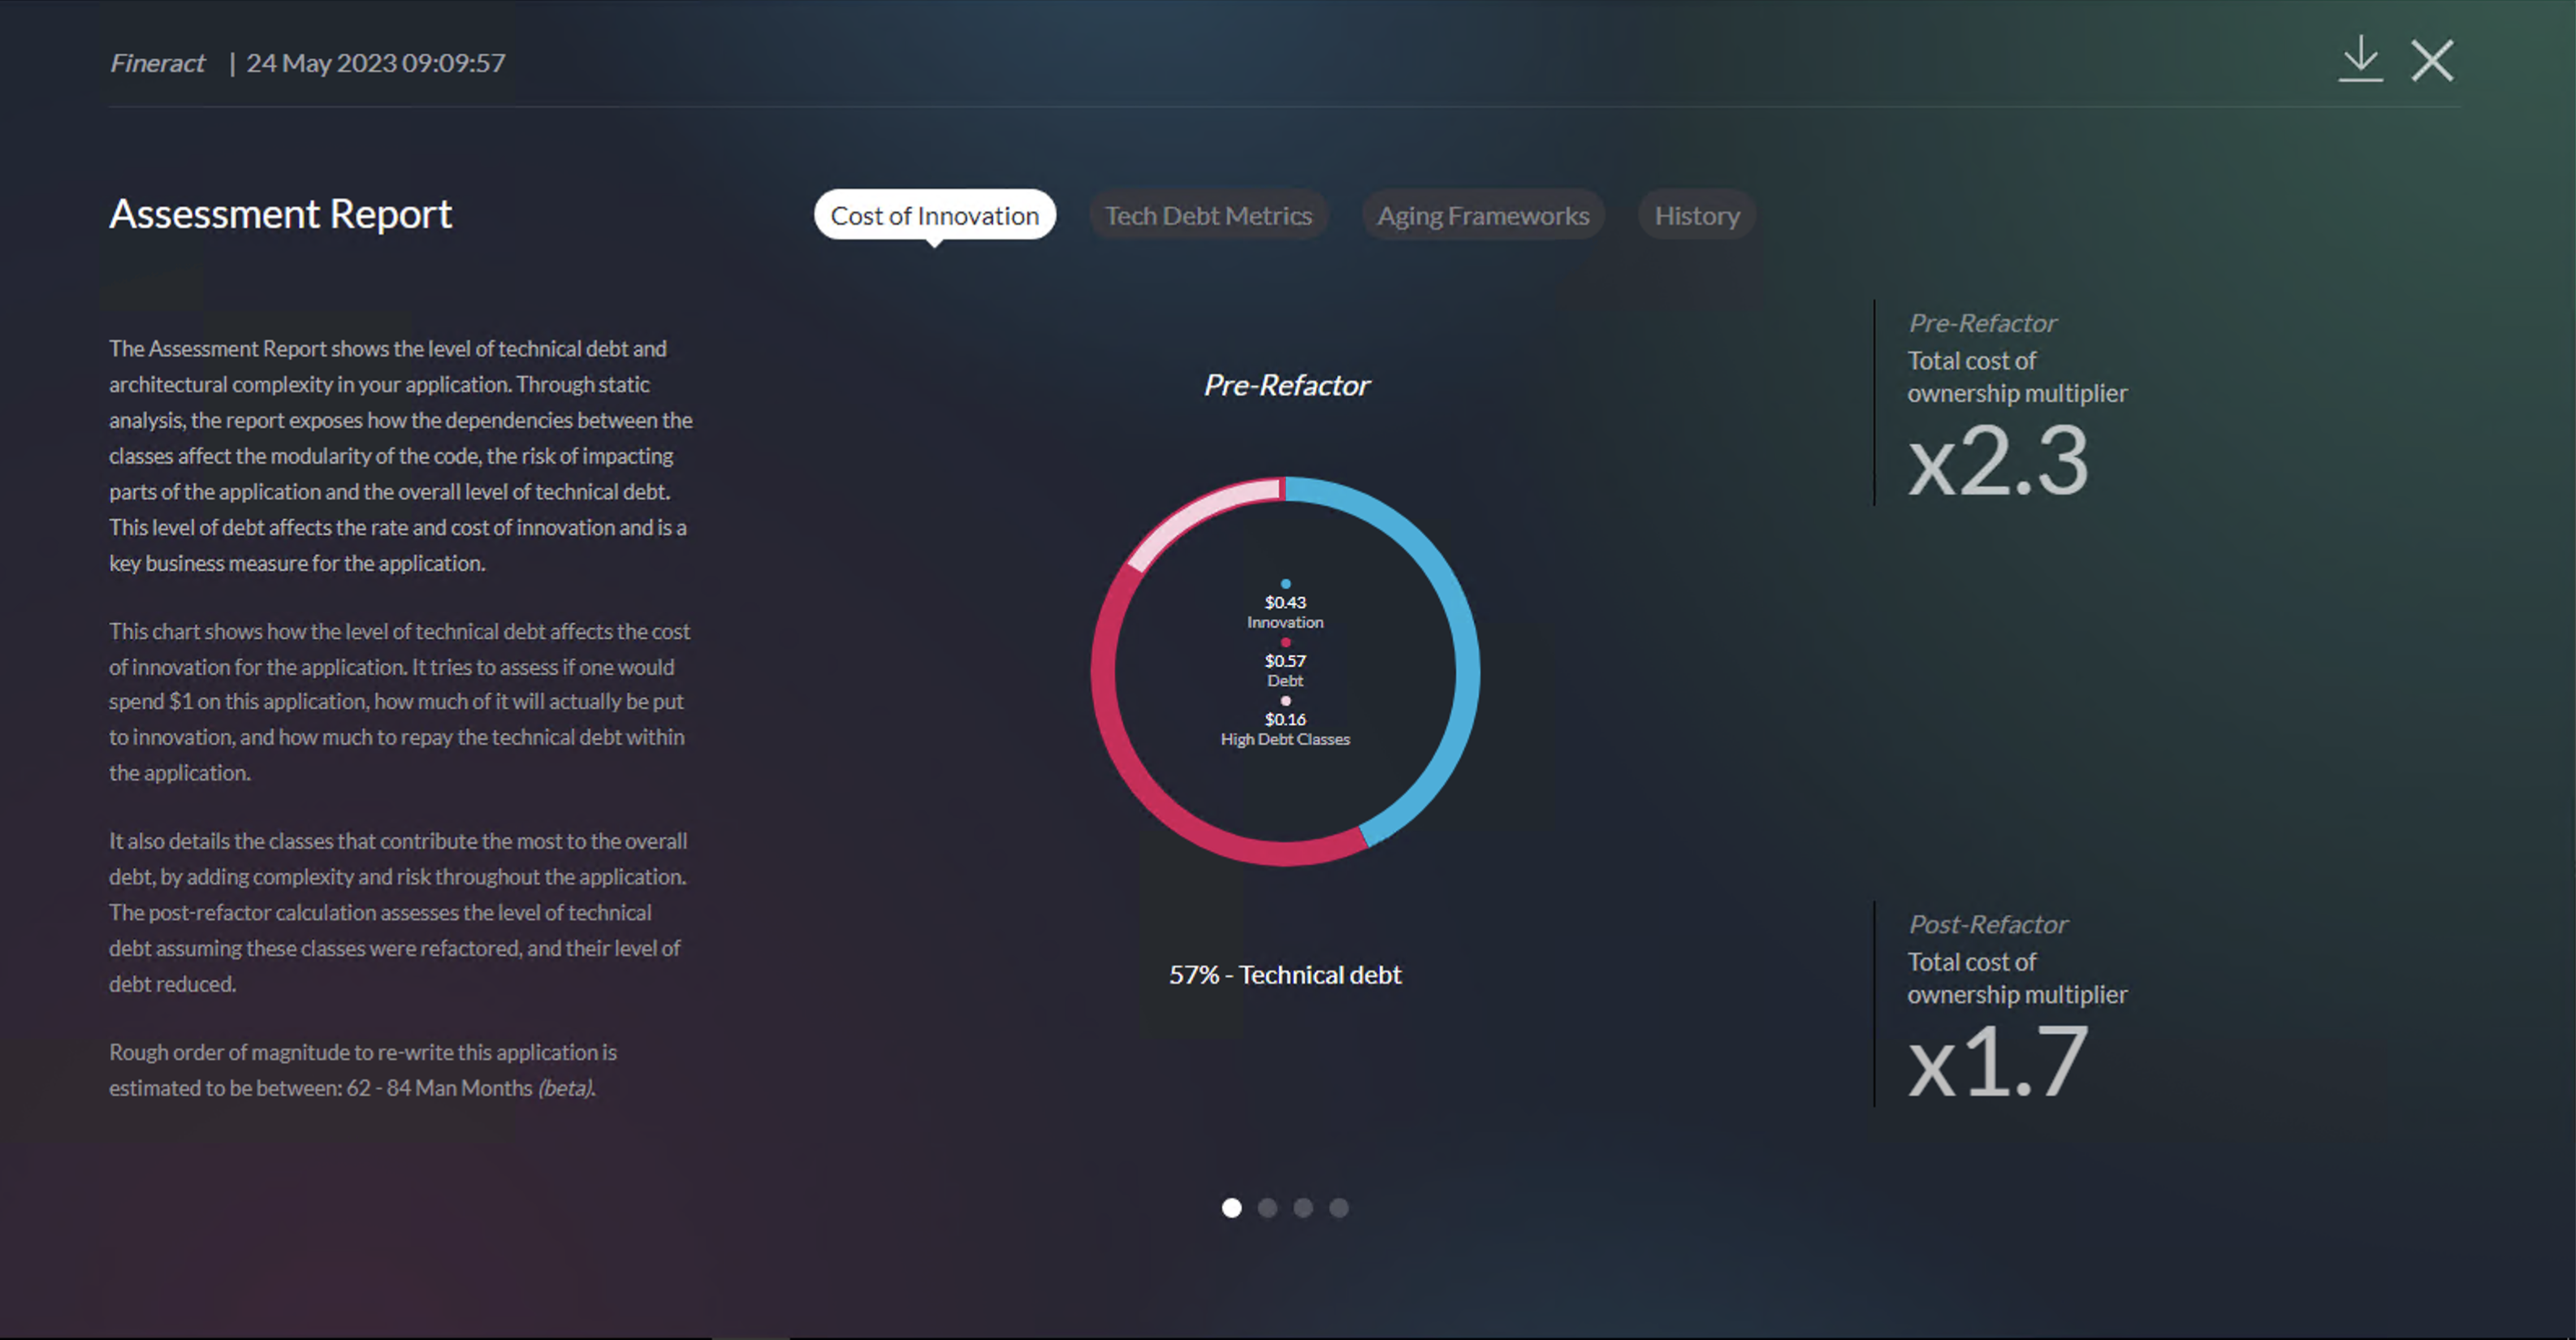 Fineract | 24 May 2023 09:09:57
Assessment Report
Cost of Innovation
Tech Debt Metrics
Aging Frameworks
History
The Assessment Report shows the level of technical debt and
architectural complexity in your application. Through static
analysis, the report exposes how the dependencies between the
classes affect the modularity of the code, the risk of impacting
parts of the application and the overall level of technical debt.
This level of debt affects the rate and cost of innovation and is a
key business measure for the application.
This chart shows how the level of technical debt affects the cost
of innovation for the application. It tries to assess if one would
spend $1 on this application, how much of it will actually be put
to innovation, and how much to repay the technical debt within
the application.
It also details the classes that contribute the most to the overall
debt, by adding complexity and risk throughout the application.
The post-refactor calculation assesses the level of technical
debt assuming these classes were refactored, and their level of
debt reduced.
Rough order of magnitude to re-write this application is
estimated to be between: 62 - 84 Man Months (beta).
Pre-Refactor
$0.43
Innovation
$0.57
Debt
$0.16
High Debt Classes
57% - Technical debt
Pre-Refactor
Total cost of
ownership multiplier
x2.3
Post-Refactor
Total cost of
ownership multiplier
x1.7